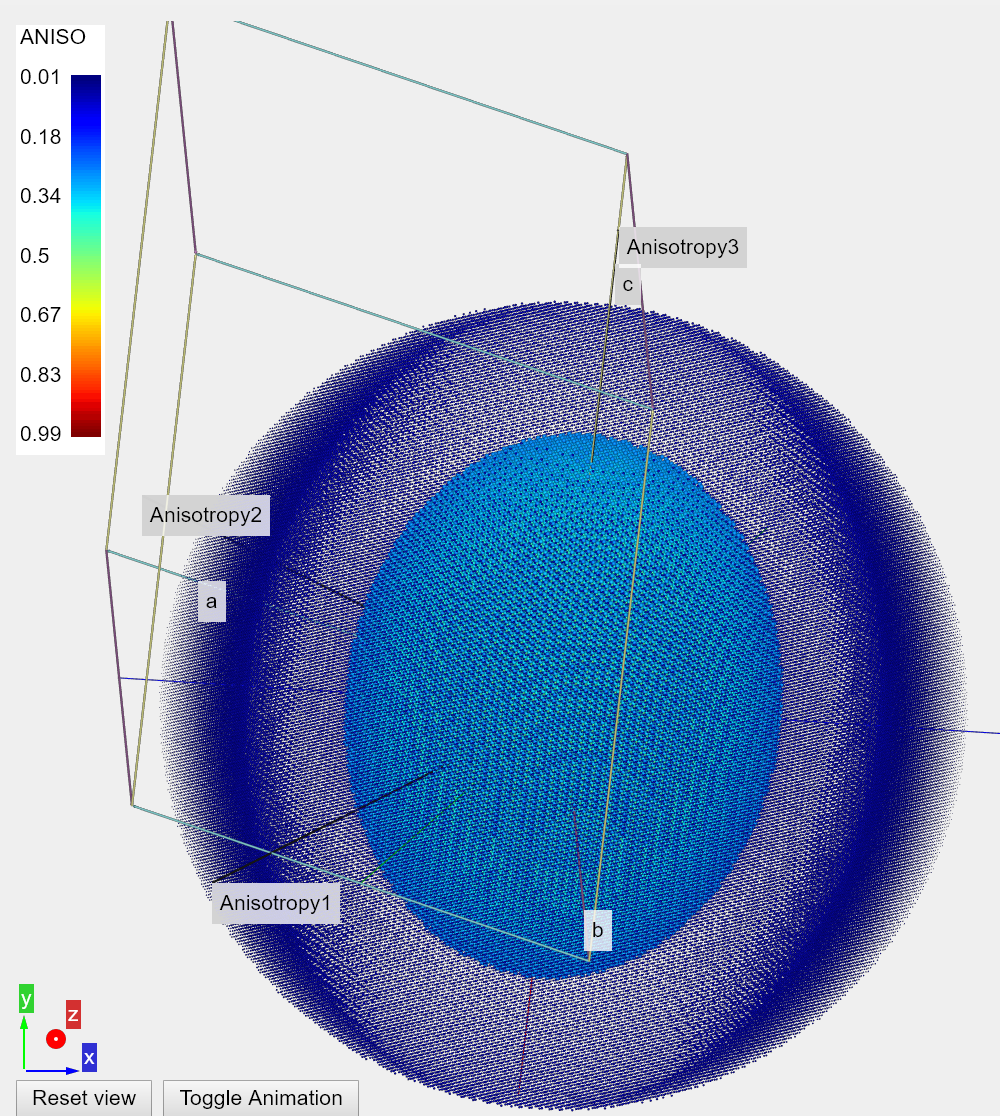 ANISO
0.01
0.18
0.34
0.5
0.67
0.83
0.99
Anisotropy3
c
Anisotropy2
a
Anisotropy1
b
y
z
x
Reset view
Toggle Animation